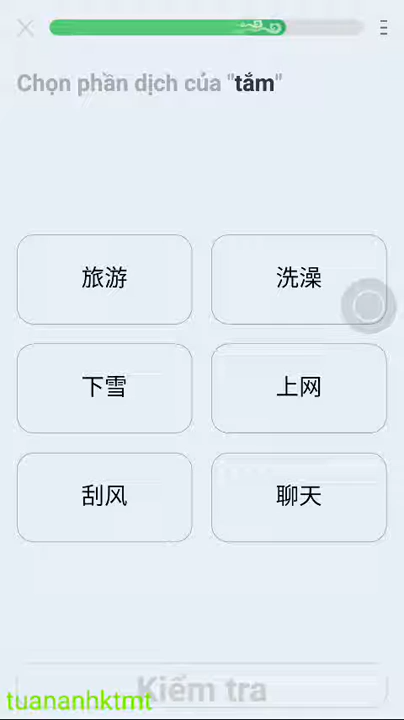 Chọn phần dịch của "tắm"
旅游
洗澡
下雪
上网
刮风
聊天
Kiểm tra
tuananhktmt